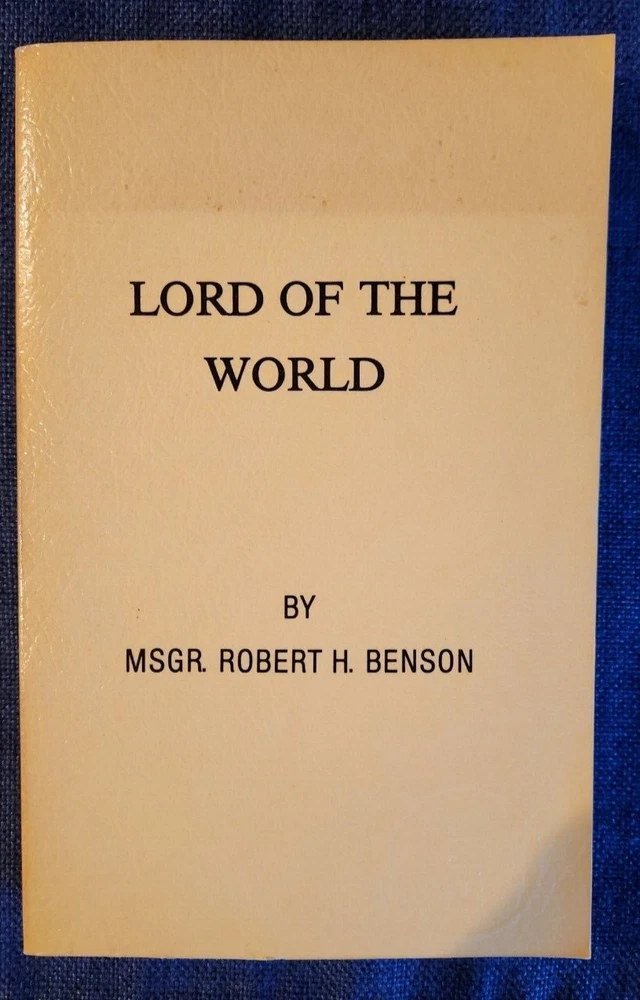 LORD OF THE
WORLD
BY
MSGR. ROBERT H. BENSON